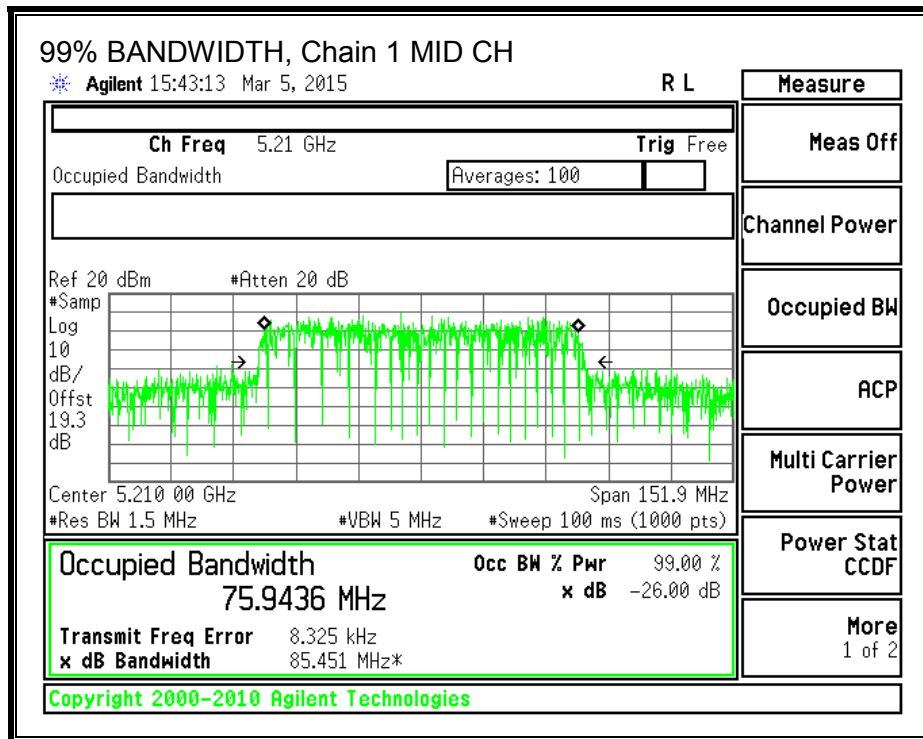 99% BANDWIDTH, Chain 1 MID CH
Agilent 15:43:13 Mar 5, 2015 R L
Measure
Ch Freq 5.21 GHz Trig Free
Occupied Bandwidth Averages: 100
Meas Off
Channel Power
Occupied BW
ACP
Multi Carrier
Power
Power Stat
CCDF
More
1 of 2
Ref 20 dBm #Atten 20 dB
#Samp
Log
10
dB/
Offst
19.3
dB
Center 5.210 00 GHz Span 151.9 MHz
#Res BW 1.5 MHz #VBW 5 MHz #Sweep 100 ms (1000 pts)
Occupied Bandwidth Occ BW % Pwr 99.00 %
75.9436 MHz x dB -26.00 dB
Transmit Freq Error 8.325 kHz
x dB Bandwidth 85.451 MHz*
Copyright 2000-2010 Agilent Technologies